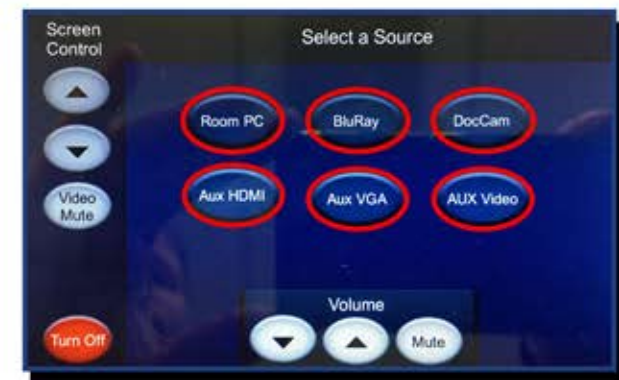 Screen
Control
Select a Source
Room PC
BluRay
DocCam
Video
Mute
Aux HDMI
Aux VGA
AUX Video
Volume
Turn Off
Mute